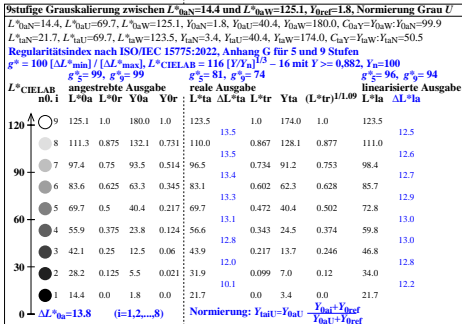 9stufige Grauskalierung zwischen L*0aN=14.4 und L*0aW=125.1, Y0ref=1.8, Normierung Grau U
L*0aN=14.4, L*0aU=69.7, L*0aW=125.1, Y0aN=1.8, Y0aU=40.4, Y0aW=180.0, C0aY=Y0aW:Y0aN=99.9
L*taN=21.7, L*taU=69.7, L*taW=123.5, YtaN=3.4, YtaU=40.4, YtaW=174.0, CtaY=YtaW:YtaN=50.5
Regularitätsindex nach ISO/IEC 15775:2022, Anhang G für 5 und 9 Stufen
g* = 100 [ΔL*min] / [ΔL*max], L*CIELAB = 116 [Y/Yn]1/3 − 16 mit Y >= 0,882, Yn=100
g*5= 99, g*9= 99 g*5= 81, g*9= 74 g*5= 96, g*9= 94
L*CIELAB angestrebte Ausgabe reale Ausgabe linearisierte Ausgabe
n0. i L*0a L*0r Y0a Y0r L*ta ΔL*ta L*tr Yta (L*tr)1/1.09 L*la ΔL*la
120 9 125.1 1.0 180.0 1.0 123.5 1.0 174.0 1.0 123.5
13.5 12.5
8 111.3 0.875 132.1 0.731 110.0 0.867 128.1 0.877 111.0
13.5 12.6
90 7 97.4 0.75 93.5 0.514 96.5 0.734 91.2 0.753 98.4
13.4 12.7
6 83.6 0.625 63.3 0.345 83.1 0.602 62.3 0.628 85.7
13.3 12.9
60 5 69.7 0.5 40.4 0.217 69.7 0.472 40.4 0.502 72.8
13.1 13.0
4 55.9 0.375 23.8 0.124 56.6 0.343 24.5 0.374 59.8
12.8 13.0
3 42.1 0.25 12.5 0.06 43.9 0.217 13.7 0.246 46.8
12.0 12.8
30 2 28.2 0.125 5.5 0.021 31.9 0.099 7.0 0.12 34.0
10.1 12.2
1 14.4 0.0 1.8 0.0 21.7 0.0 3.4 0.0 21.7
0 ΔL*0a=13.8 (i=1,2,...,8) Normierung: YtaiU=Y0aU Y0ai+Y0ref
Y0aU+Y0ref